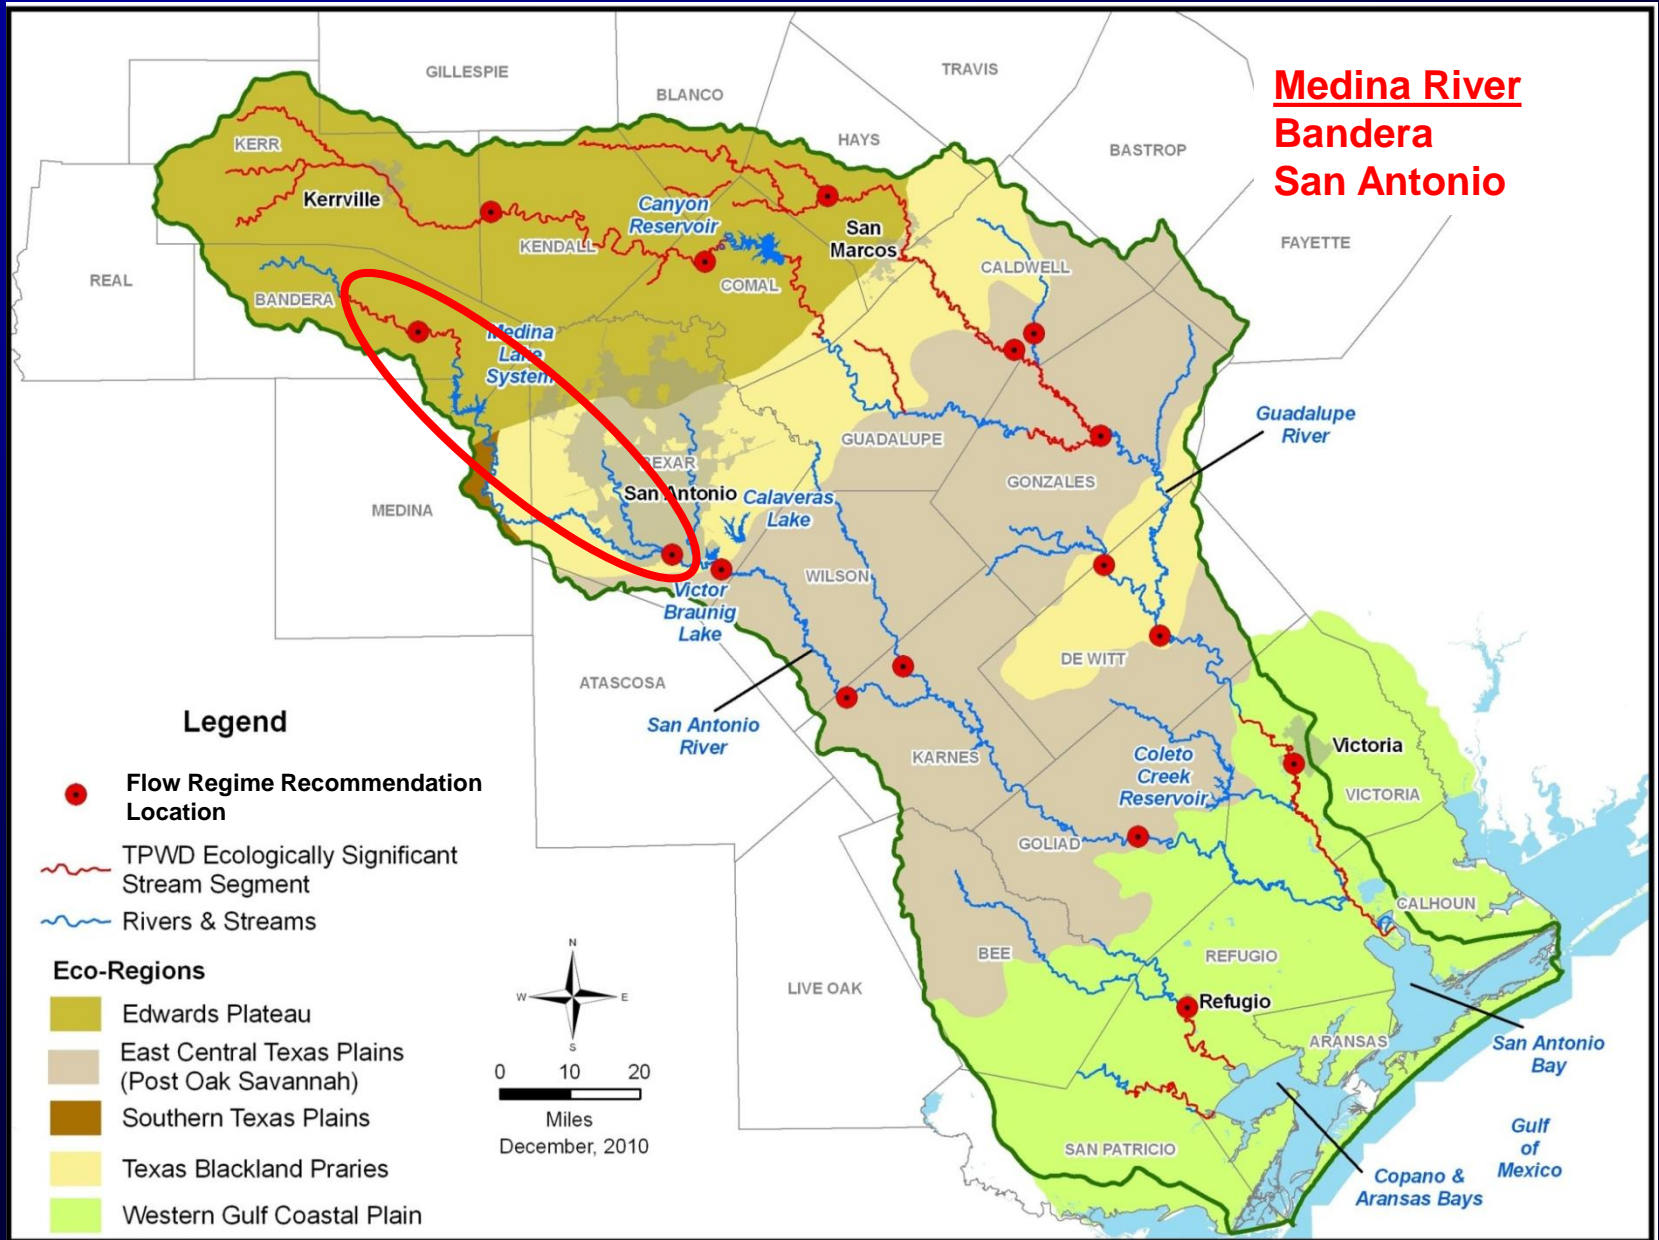 Medina River
Bandera
San Antonio
GILLESPIE
TRAVIS
BLANCO
HAYS
BASTROP
KERR
Kerrville
Canyon
Reservoir
San
Marcos
FAYETTE
KENDALL
CALDWELL
REAL
COMAL
BANDERA
Medina
Lake
System
Guadalupe
River
GUADALUPE
BEXAR
San Antonio
Calaveras
Lake
GONZALES
MEDINA
WILSON
Victor
Braunig
Lake
DE WITT
ATASCOSA
San Antonio
River
KARNES
Coleto
Creek
Reservoir
Victoria
VICTORIA
GOLIAD
CALHOUN
BEE
REFUGIO
LIVE OAK
Refugio
ARANSAS
San Antonio
Bay
Gulf
of
Mexico
SAN PATRICIO
Copano &
Aransas Bays
Legend
Flow Regime Recommendation
Location
TPWD Ecologically Significant
Stream Segment
Rivers & Streams
Eco-Regions
Edwards Plateau
East Central Texas Plains
(Post Oak Savannah)
Southern Texas Plains
Texas Blackland Praries
Western Gulf Coastal Plain
N
W
E
S
0 10 20
Miles
December, 2010